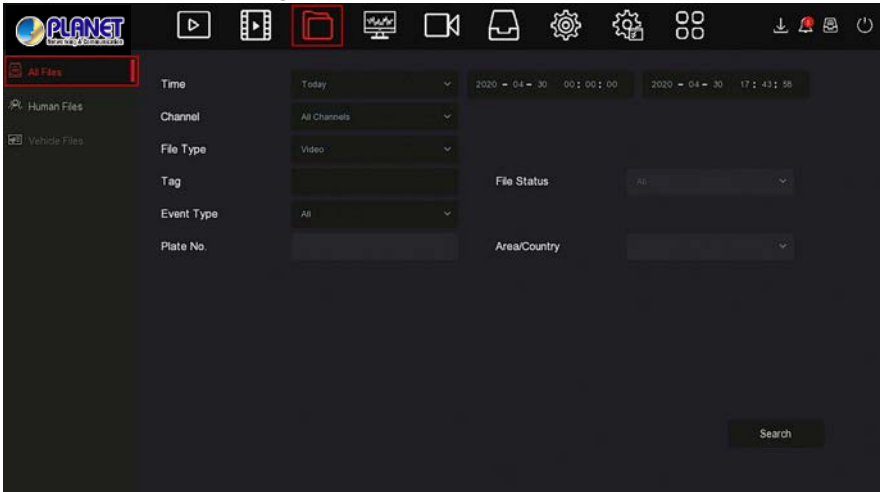 PLANET
Networking & Communication
All Files
Human Files
Vehicle Files
Time Today 2020 - 04 - 30 00 : 00 : 00 2020 - 04 - 30 17 : 43 : 58
Channel All Channels
File Type Video
Tag File Status All
Event Type All
Plate No. Area/Country
Search